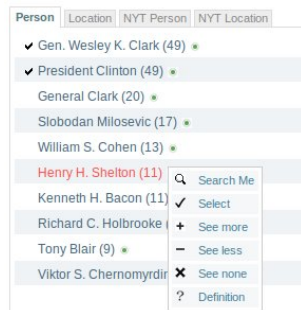 Person Location NYT Person NYT Location
✔ Gen. Wesley K. Clark (49)
✔ President Clinton (49)
General Clark (20)
Slobodan Milosevic (17)
William S. Cohen (13)
Henry H. Shelton (11)
Search Me
Kenneth H. Bacon (11)
✓ Select
+ See more
Richard C. Holbrooke
− See less
Tony Blair (9)
✖ See none
Viktor S.
? Definition